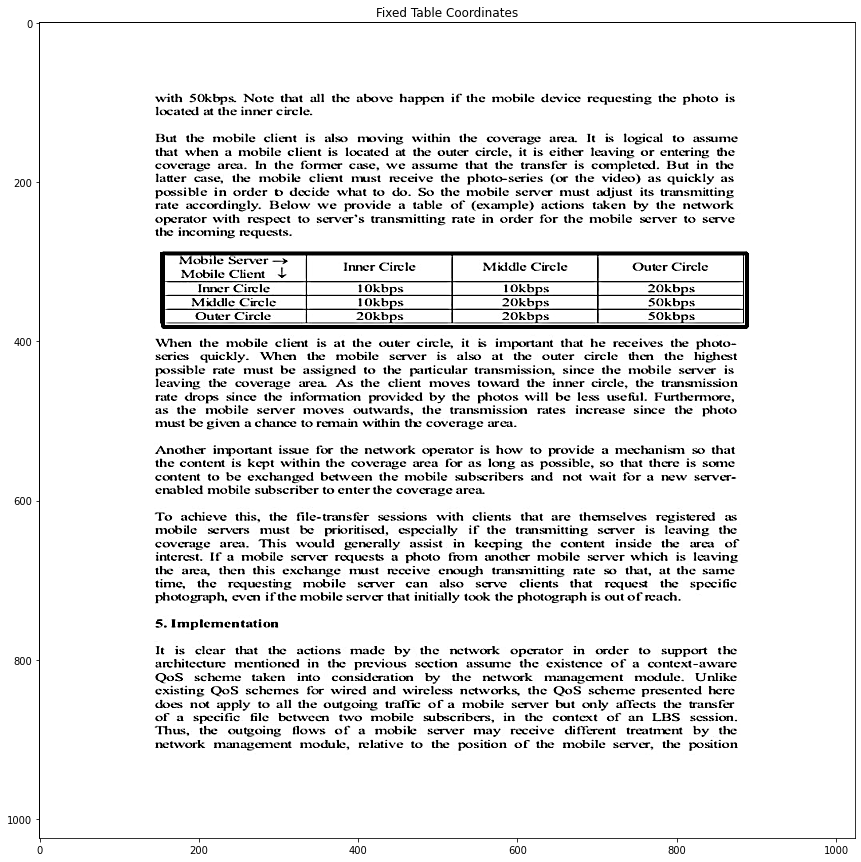 Fixed Table Coordinates
0
200
400
600
800
1000
with 50kbps. Note that all the above happen if the mobile device requesting the photo is
located at the inner circle.
But the mobile client is also moving within the coverage area. It is logical to assume
that when a mobile client is located at the outer circle, it is either leaving or entering the
coverage area. In the former case, we assume that the transfer is completed. But in the
latter case, the mobile client must receive the photo-series (or the video) as quickly as
possible in order to decide what to do. So the mobile server must adjust its transmitting
rate accordingly. Below we provide a table of (example) actions taken by the network
operator with respect to server's transmitting rate in order for the mobile server to serve
the incoming requests.
Mobile Server →
Mobile Client ↓ Inner Circle Middle Circle Outer Circle
Inner Circle 10kbps 10kbps 20kbps
Middle Circle 10kbps 20kbps 50kbps
Outer Circle 20kbps 20kbps 50kbps
When the mobile client is at the outer circle, it is important that he receives the photo-
series quickly. When the mobile server is also at the outer circle then the highest
possible rate must be assigned to the particular transmission, since the mobile server is
leaving the coverage area. As the client moves toward the inner circle, the transmission
rate drops since the information provided by the photos will be less useful. Furthermore,
as the mobile server moves outwards, the transmission rates increase since the photo
must be given a chance to remain within the coverage area.
Another important issue for the network operator is how to provide a mechanism so that
the content is kept within the coverage area for as long as possible, so that there is some
content to be exchanged between the mobile subscribers and not wait for a new server-
enabled mobile subscriber to enter the coverage area.
To achieve this, the file-transfer sessions with clients that are themselves registered as
mobile servers must be prioritised, especially if the transmitting server is leaving the
coverage area. This would generally assist in keeping the content inside the area of
interest. If a mobile server requests a photo from another mobile server which is leaving
the area, then this exchange must receive enough transmitting rate so that, at the same
time, the requesting mobile server can also serve clients that request the specific
photograph, even if the mobile server that initially took the photograph is out of reach.
5. Implementation
It is clear that the actions made by the network operator in order to support the
architecture mentioned in the previous section assume the existence of a context-aware
QoS scheme taken into consideration by the network management module. Unlike
existing QoS schemes for wired and wireless networks, the QoS scheme presented here
does not apply to all the outgoing traffic of a mobile server but only affects the transfer
of a specific file between two mobile subscribers, in the context of an LBS session.
Thus, the outgoing flows of a mobile server may receive different treatment by the
network management module, relative to the position of the mobile server, the position
0 200 400 600 800 1000